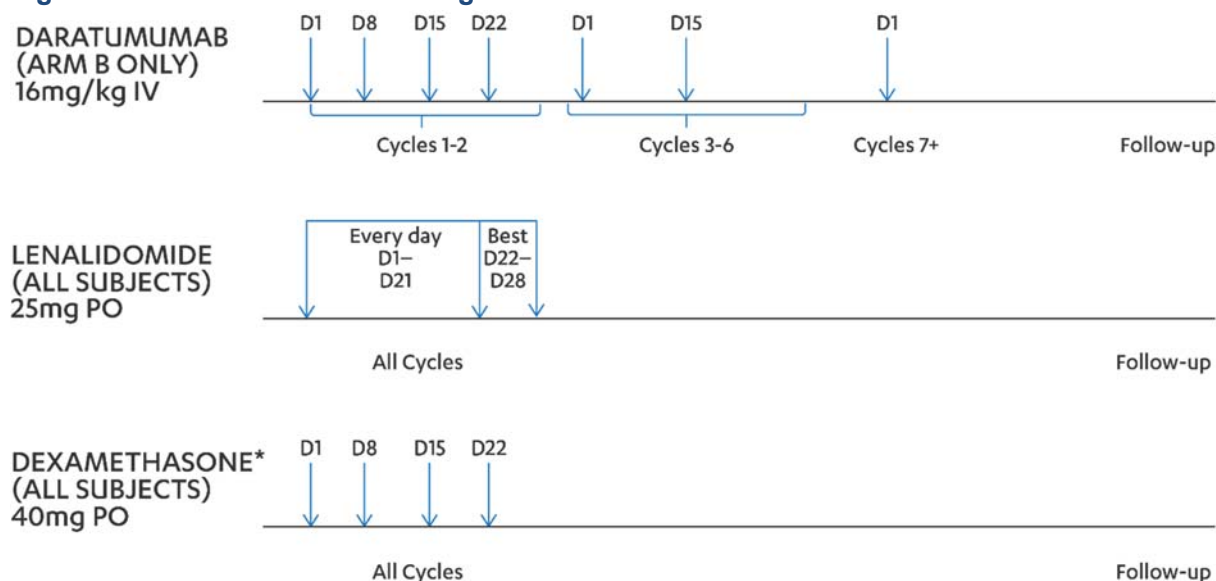 D1 D8 D15 D22 D1 D15 D1
DARATUMUMAB
(ARM B ONLY)
16mg/kg IV
Cycles 1-2 Cycles 3-6 Cycles 7+ Follow-up
LENALIDOMIDE
(ALL SUBJECTS)
25mg PO
Every day
D1–
D21
Best
D22–
D28
All Cycles Follow-up
D1 D8 D15 D22
DEXAMETHASONE*
(ALL SUBJECTS)
40mg PO
All Cycles Follow-up